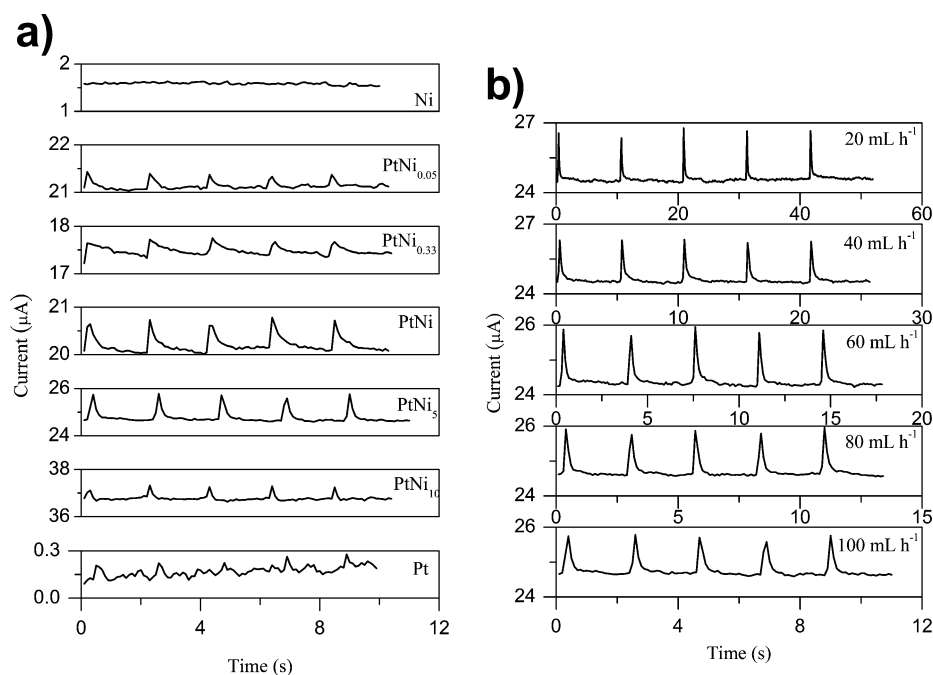 a)
2
1
Ni
22
21
PtNi0.05
18
17
PtNi0.33
21
20
PtNi
26
24
PtNi5
38
36
PtNi10
0.3
0.0
Pt
0 4 8 12
Time (s)
Current (μA)
b)
27
24
20 mL h-1
0 20 40 60
26
24
40 mL h-1
0 10 20 30
26
24
60 mL h-1
0 5 10 15 20
26
24
80 mL h-1
0 5 10 15
26
24
100 mL h-1
0 4 8 12
Time (s)
Current (μA)